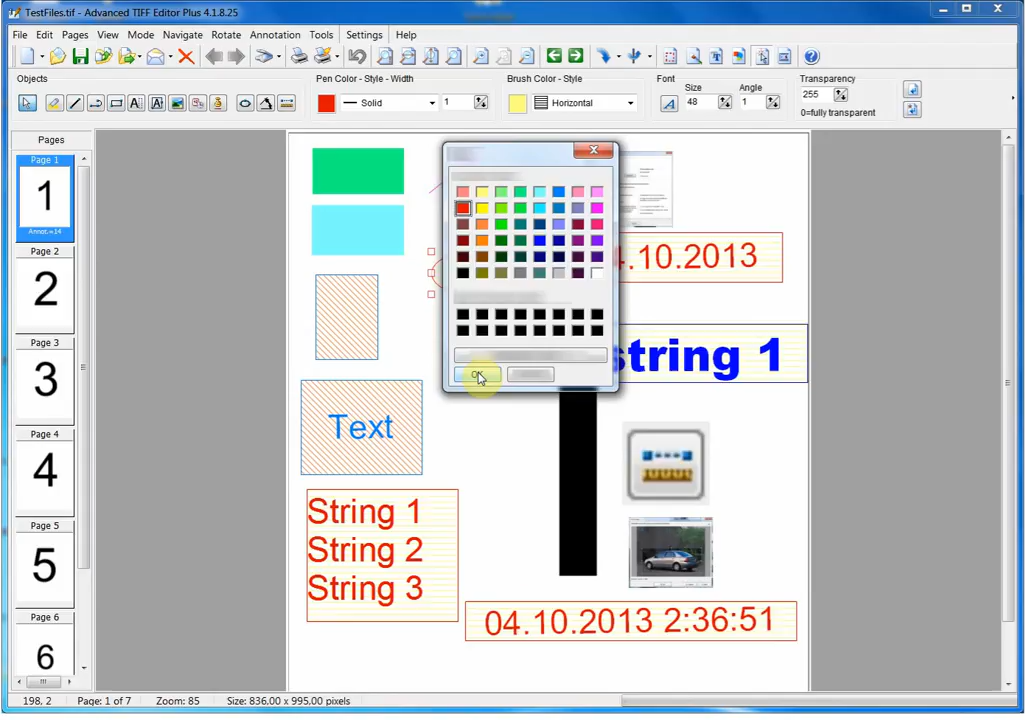 TestFiles.tif - Advanced TIFF Editor Plus 4.1.8.25
File Edit Pages View Mode Navigate Rotate Annotation Tools Settings Help
Objects Pen Color - Style - Width Brush Color - Style Font Size Angle Transparency
Solid 1 Horizontal 48 1 255
0=fully transparent
Pages
Page 1
1
Annot.=14
Page 2
2
Page 3
3
Page 4
4
Page 5
5
Page 6
6
4.10.2013
string 1
OK
Text
String 1
String 2
String 3
04.10.2013 2:36:51
198, 2 Page: 1 of 7 Zoom: 85 Size: 836,00 x 995,00 pixels